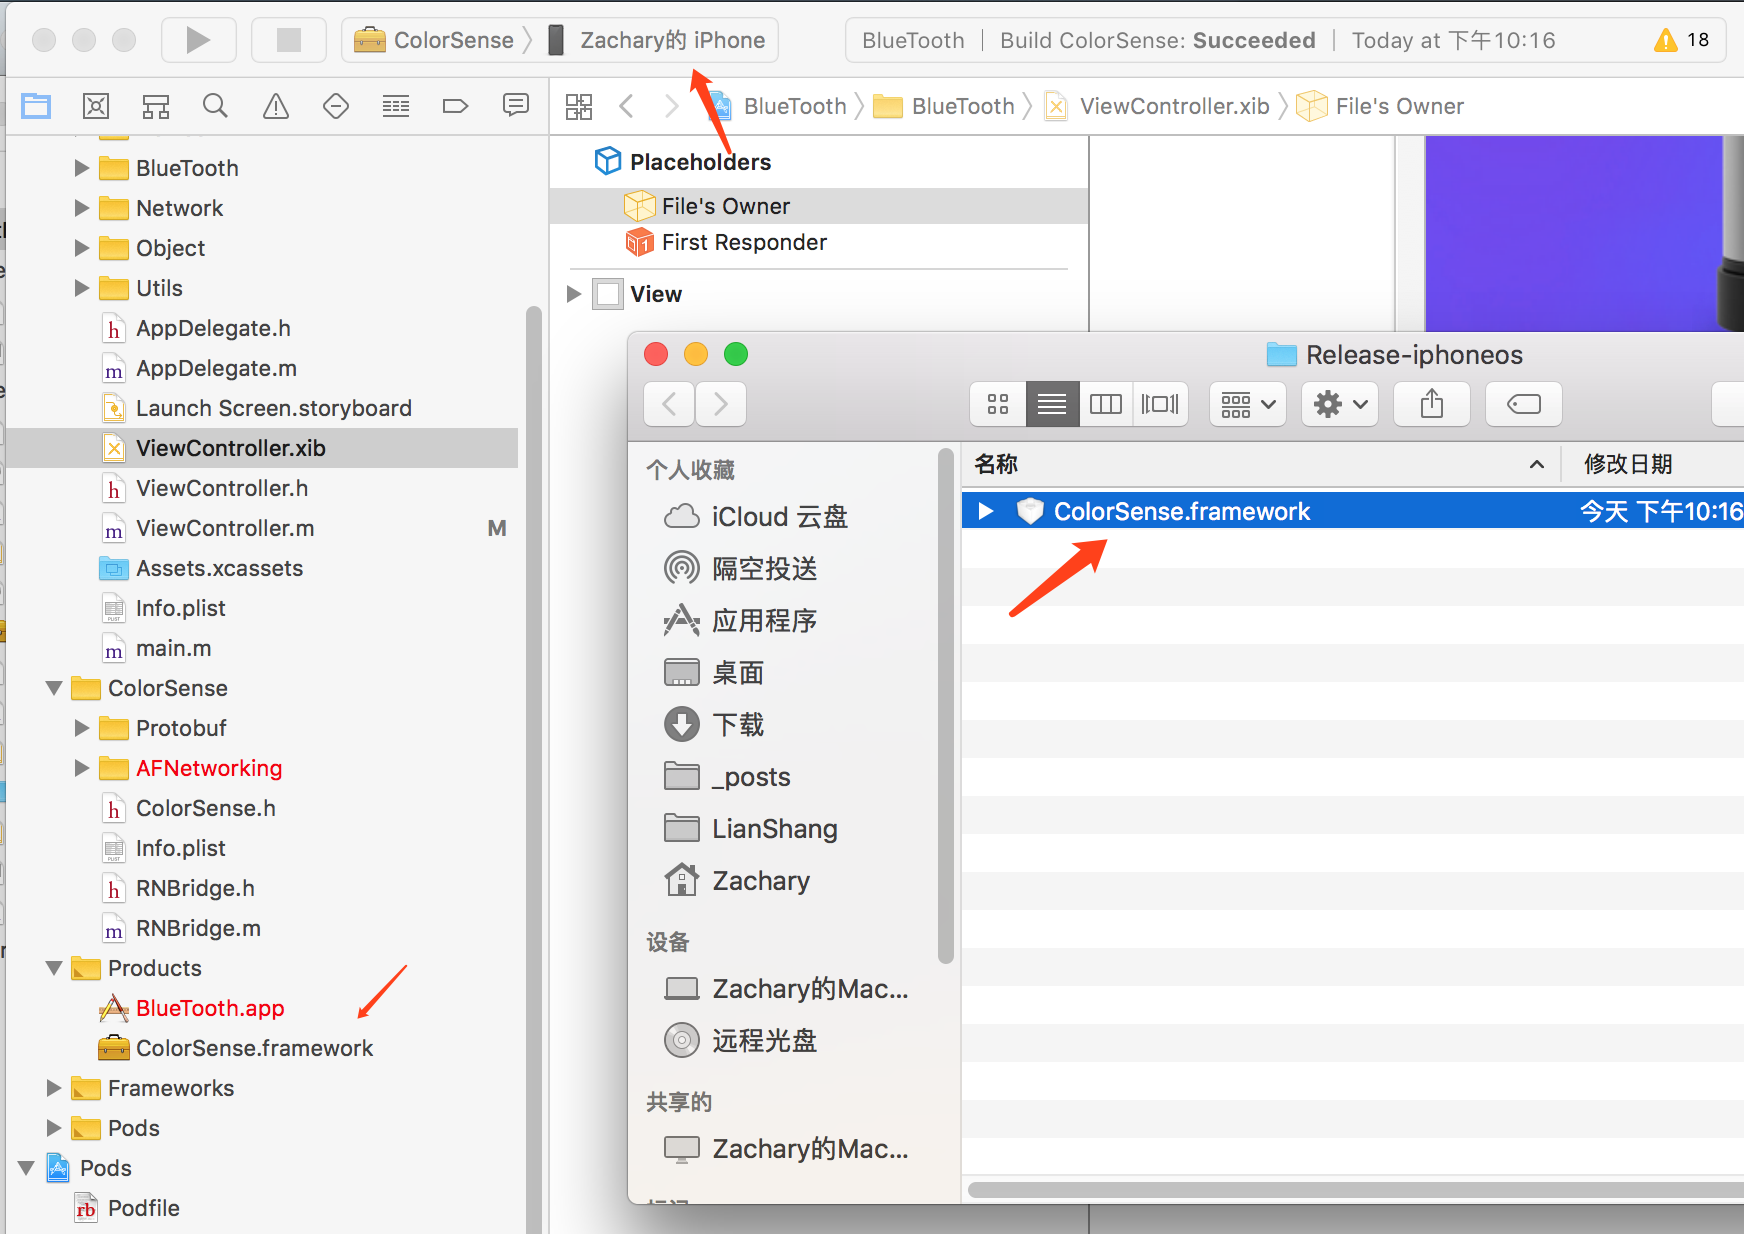 ColorSense
Zachary的 iPhone
BlueTooth
Build ColorSense: Succeeded
Today at 下午10:16
18
BlueTooth
BlueTooth
ViewController.xib
File's Owner
BlueTooth
Network
Object
Utils
AppDelegate.h
AppDelegate.m
Launch Screen.storyboard
ViewController.xib
ViewController.h
ViewController.m
M
Assets.xcassets
Info.plist
main.m
ColorSense
Protobuf
AFNetworking
ColorSense.h
Info.plist
RNBridge.h
RNBridge.m
Products
BlueTooth.app
ColorSense.framework
Frameworks
Pods
Pods
Podfile
Placeholders
File's Owner
First Responder
View
Release-iphoneos
个人收藏
iCloud 云盘
隔空投送
应用程序
桌面
下载
_posts
LianShang
Zachary
设备
Zachary的Mac...
远程光盘
共享的
Zachary的Mac...
名称
修改日期
ColorSense.framework
今天 下午10:16